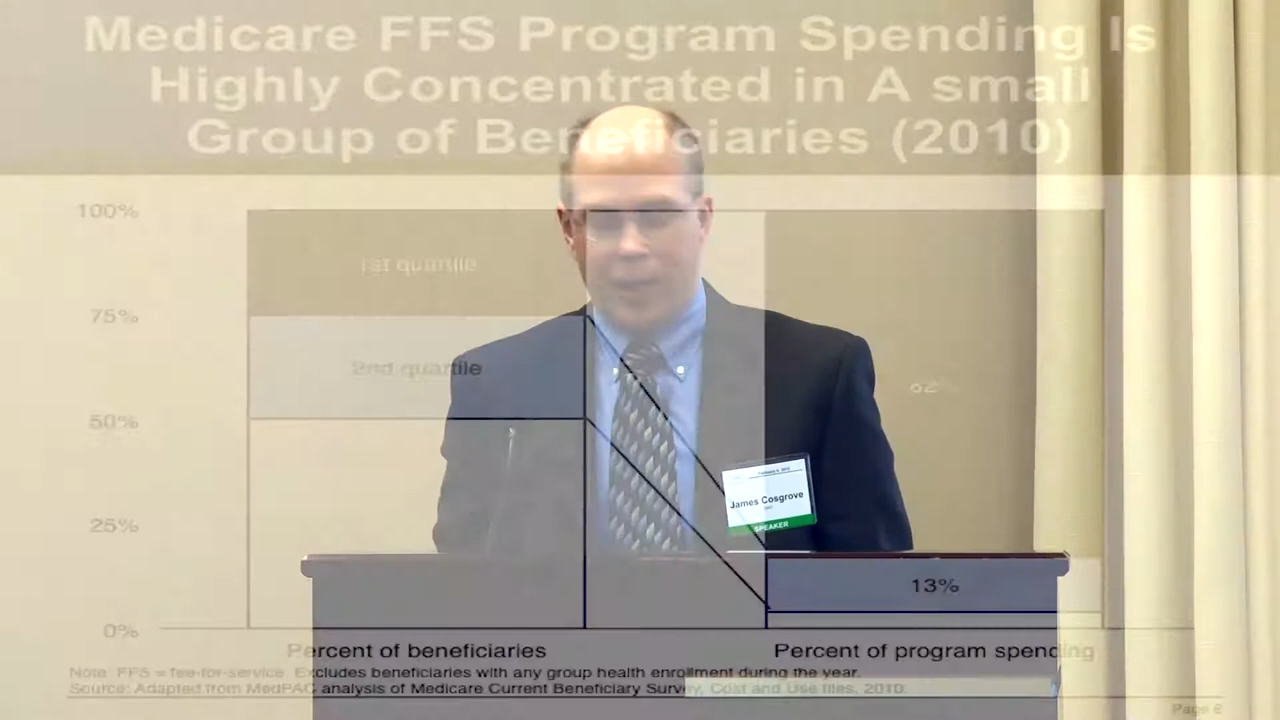 Medicare FFS Program Spending Is
Highly Concentrated in A small
Group of Beneficiaries (2010)
100%
1st quartile
75%
2nd quartile
50%
25%
James Cosgrove
SPEAKER
13%
0%
Percent of beneficiaries
Percent of program spending
Note: FFS = fee-for-service. Excludes beneficiaries with any group health enrollment during the year.
Source: Adapted from MedPAC analysis of Medicare Current Beneficiary Survey, Cost and Use files, 2010.
Page 6